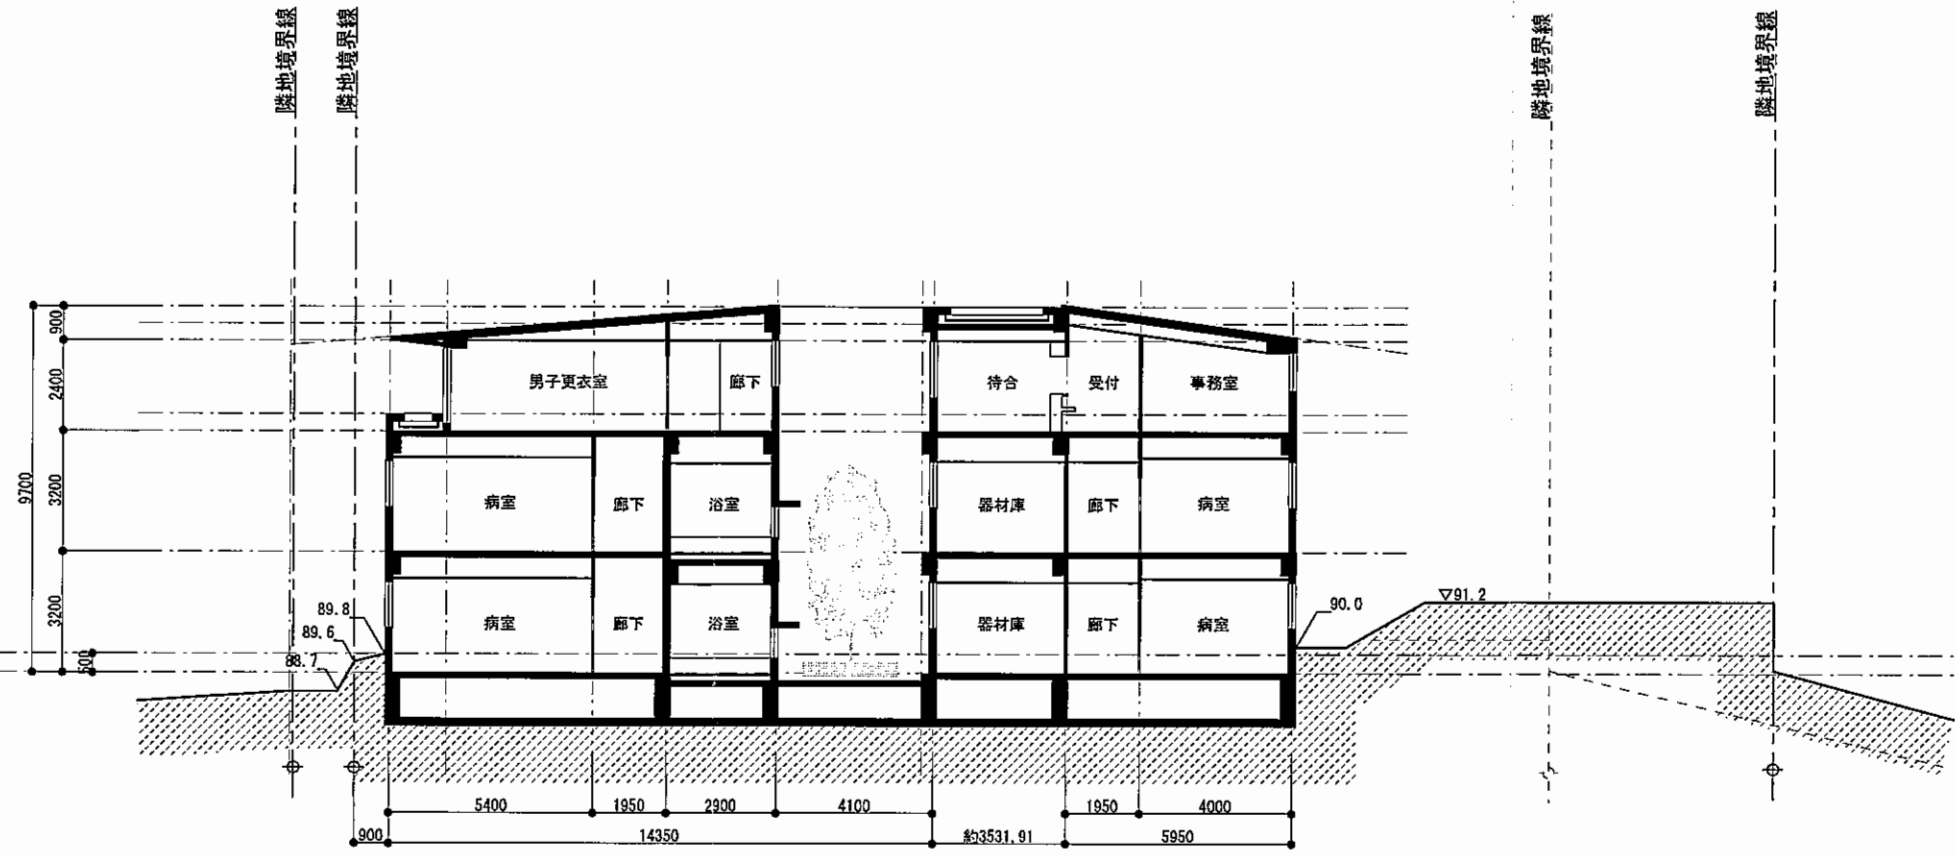 隣地境界線
隣地境界線
隣地境界線
隣地境界線
900
2400
9700
3200
3200
500
男子更衣室
廊下
待合
受付
事務室
病室
廊下
浴室
器材庫
廊下
病室
病室
廊下
浴室
器材庫
廊下
病室
89.8
89.6
88.7
90.0
▽91.2
5400
1950
2900
4100
1950
4000
900
14350
約3531,91
5950